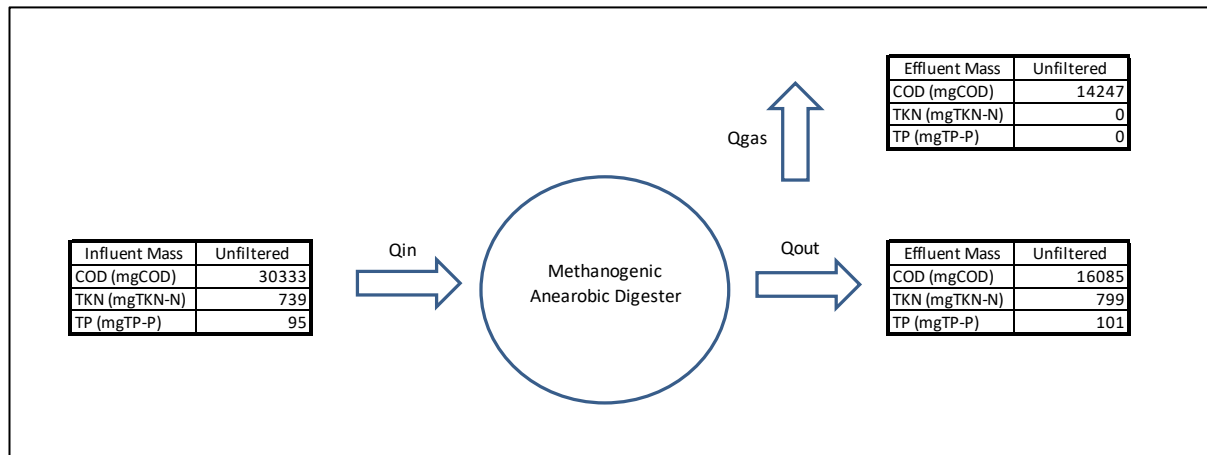 Effluent Mass Unfiltered
COD (mgCOD) 14247
TKN (mgTKN-N) 0
TP (mgTP-P) 0
Qgas
Influent Mass Unfiltered
COD (mgCOD) 30333
TKN (mgTKN-N) 739
TP (mgTP-P) 95
Qin
Methanogenic
Anearobic Digester
Qout
Effluent Mass Unfiltered
COD (mgCOD) 16085
TKN (mgTKN-N) 799
TP (mgTP-P) 101